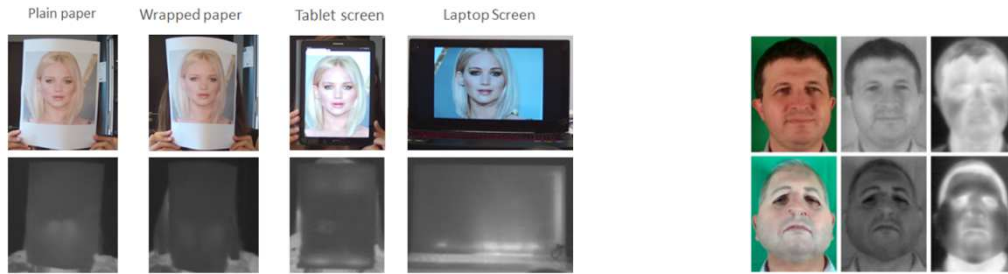 Plain paper
Wrapped paper
Tablet screen
Laptop Screen